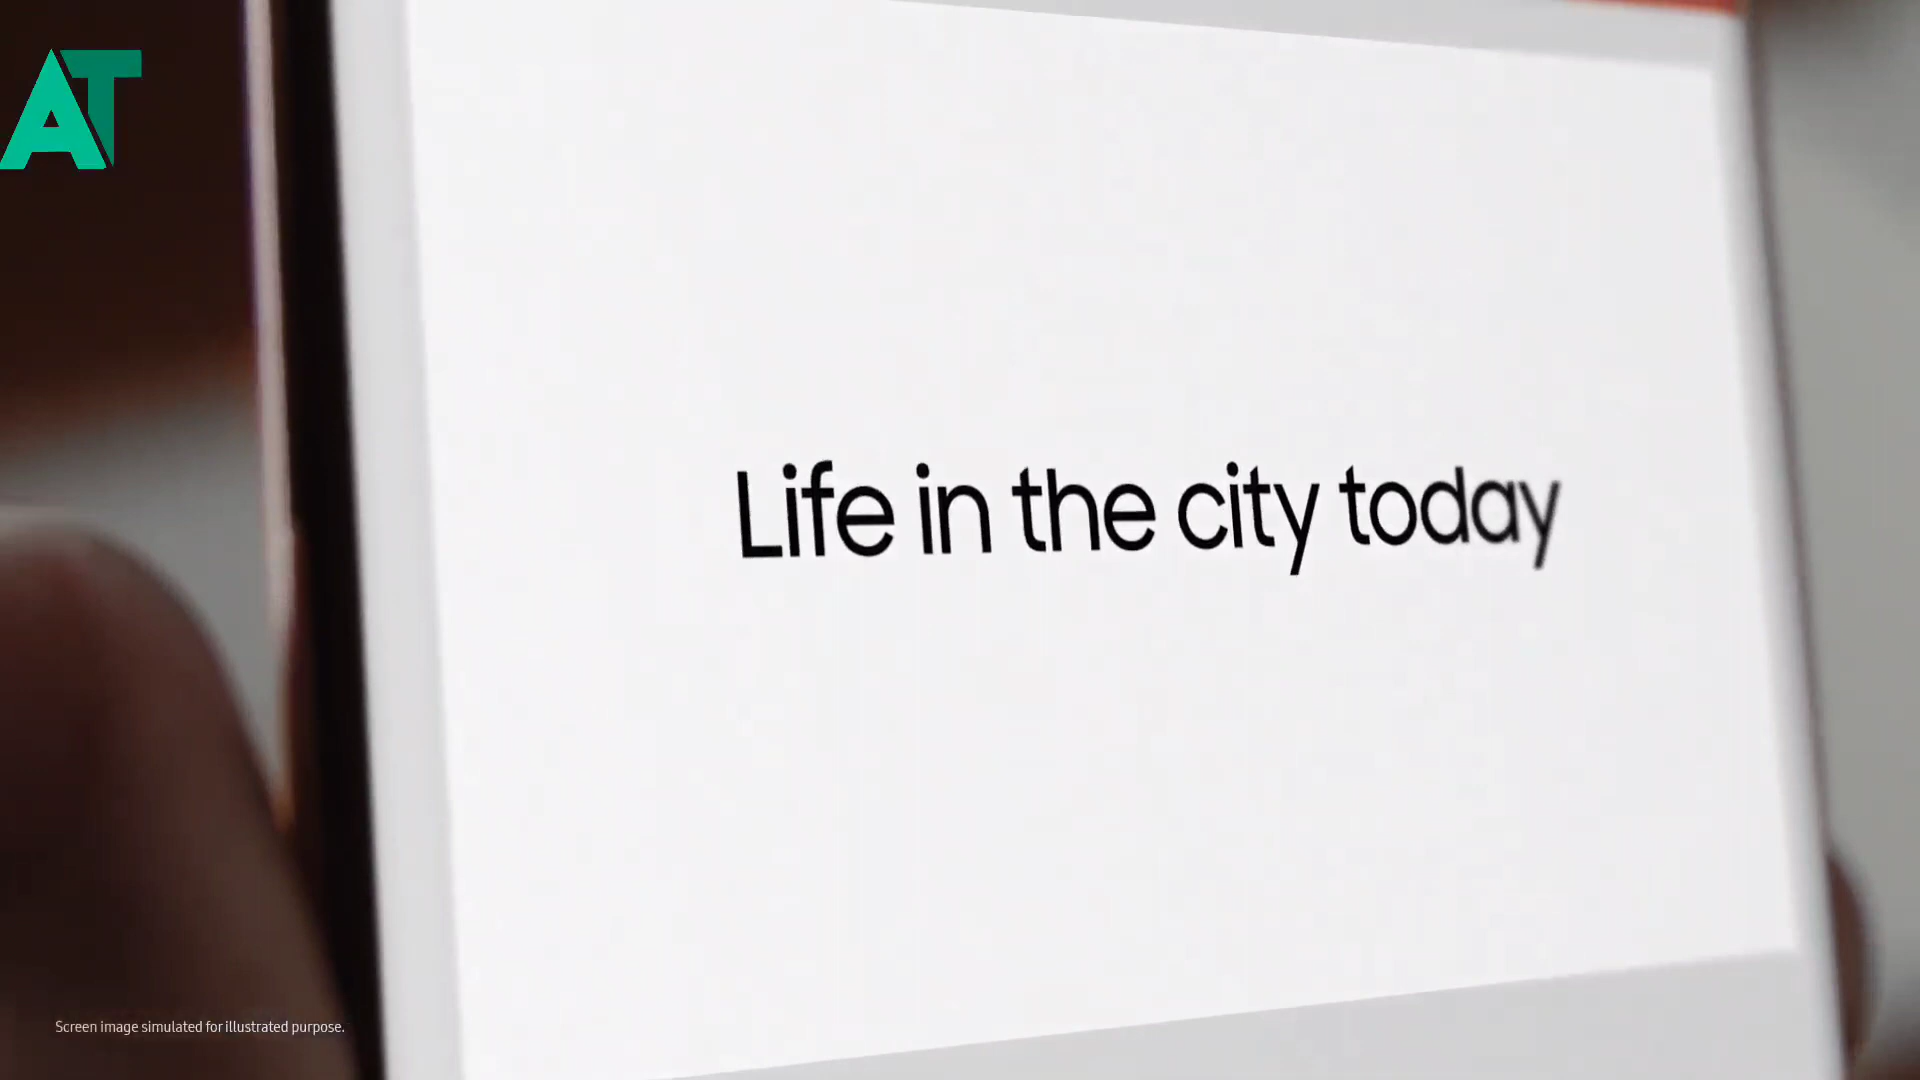 AT
Life in the city today
Screen image simulated for illustrated purpose.